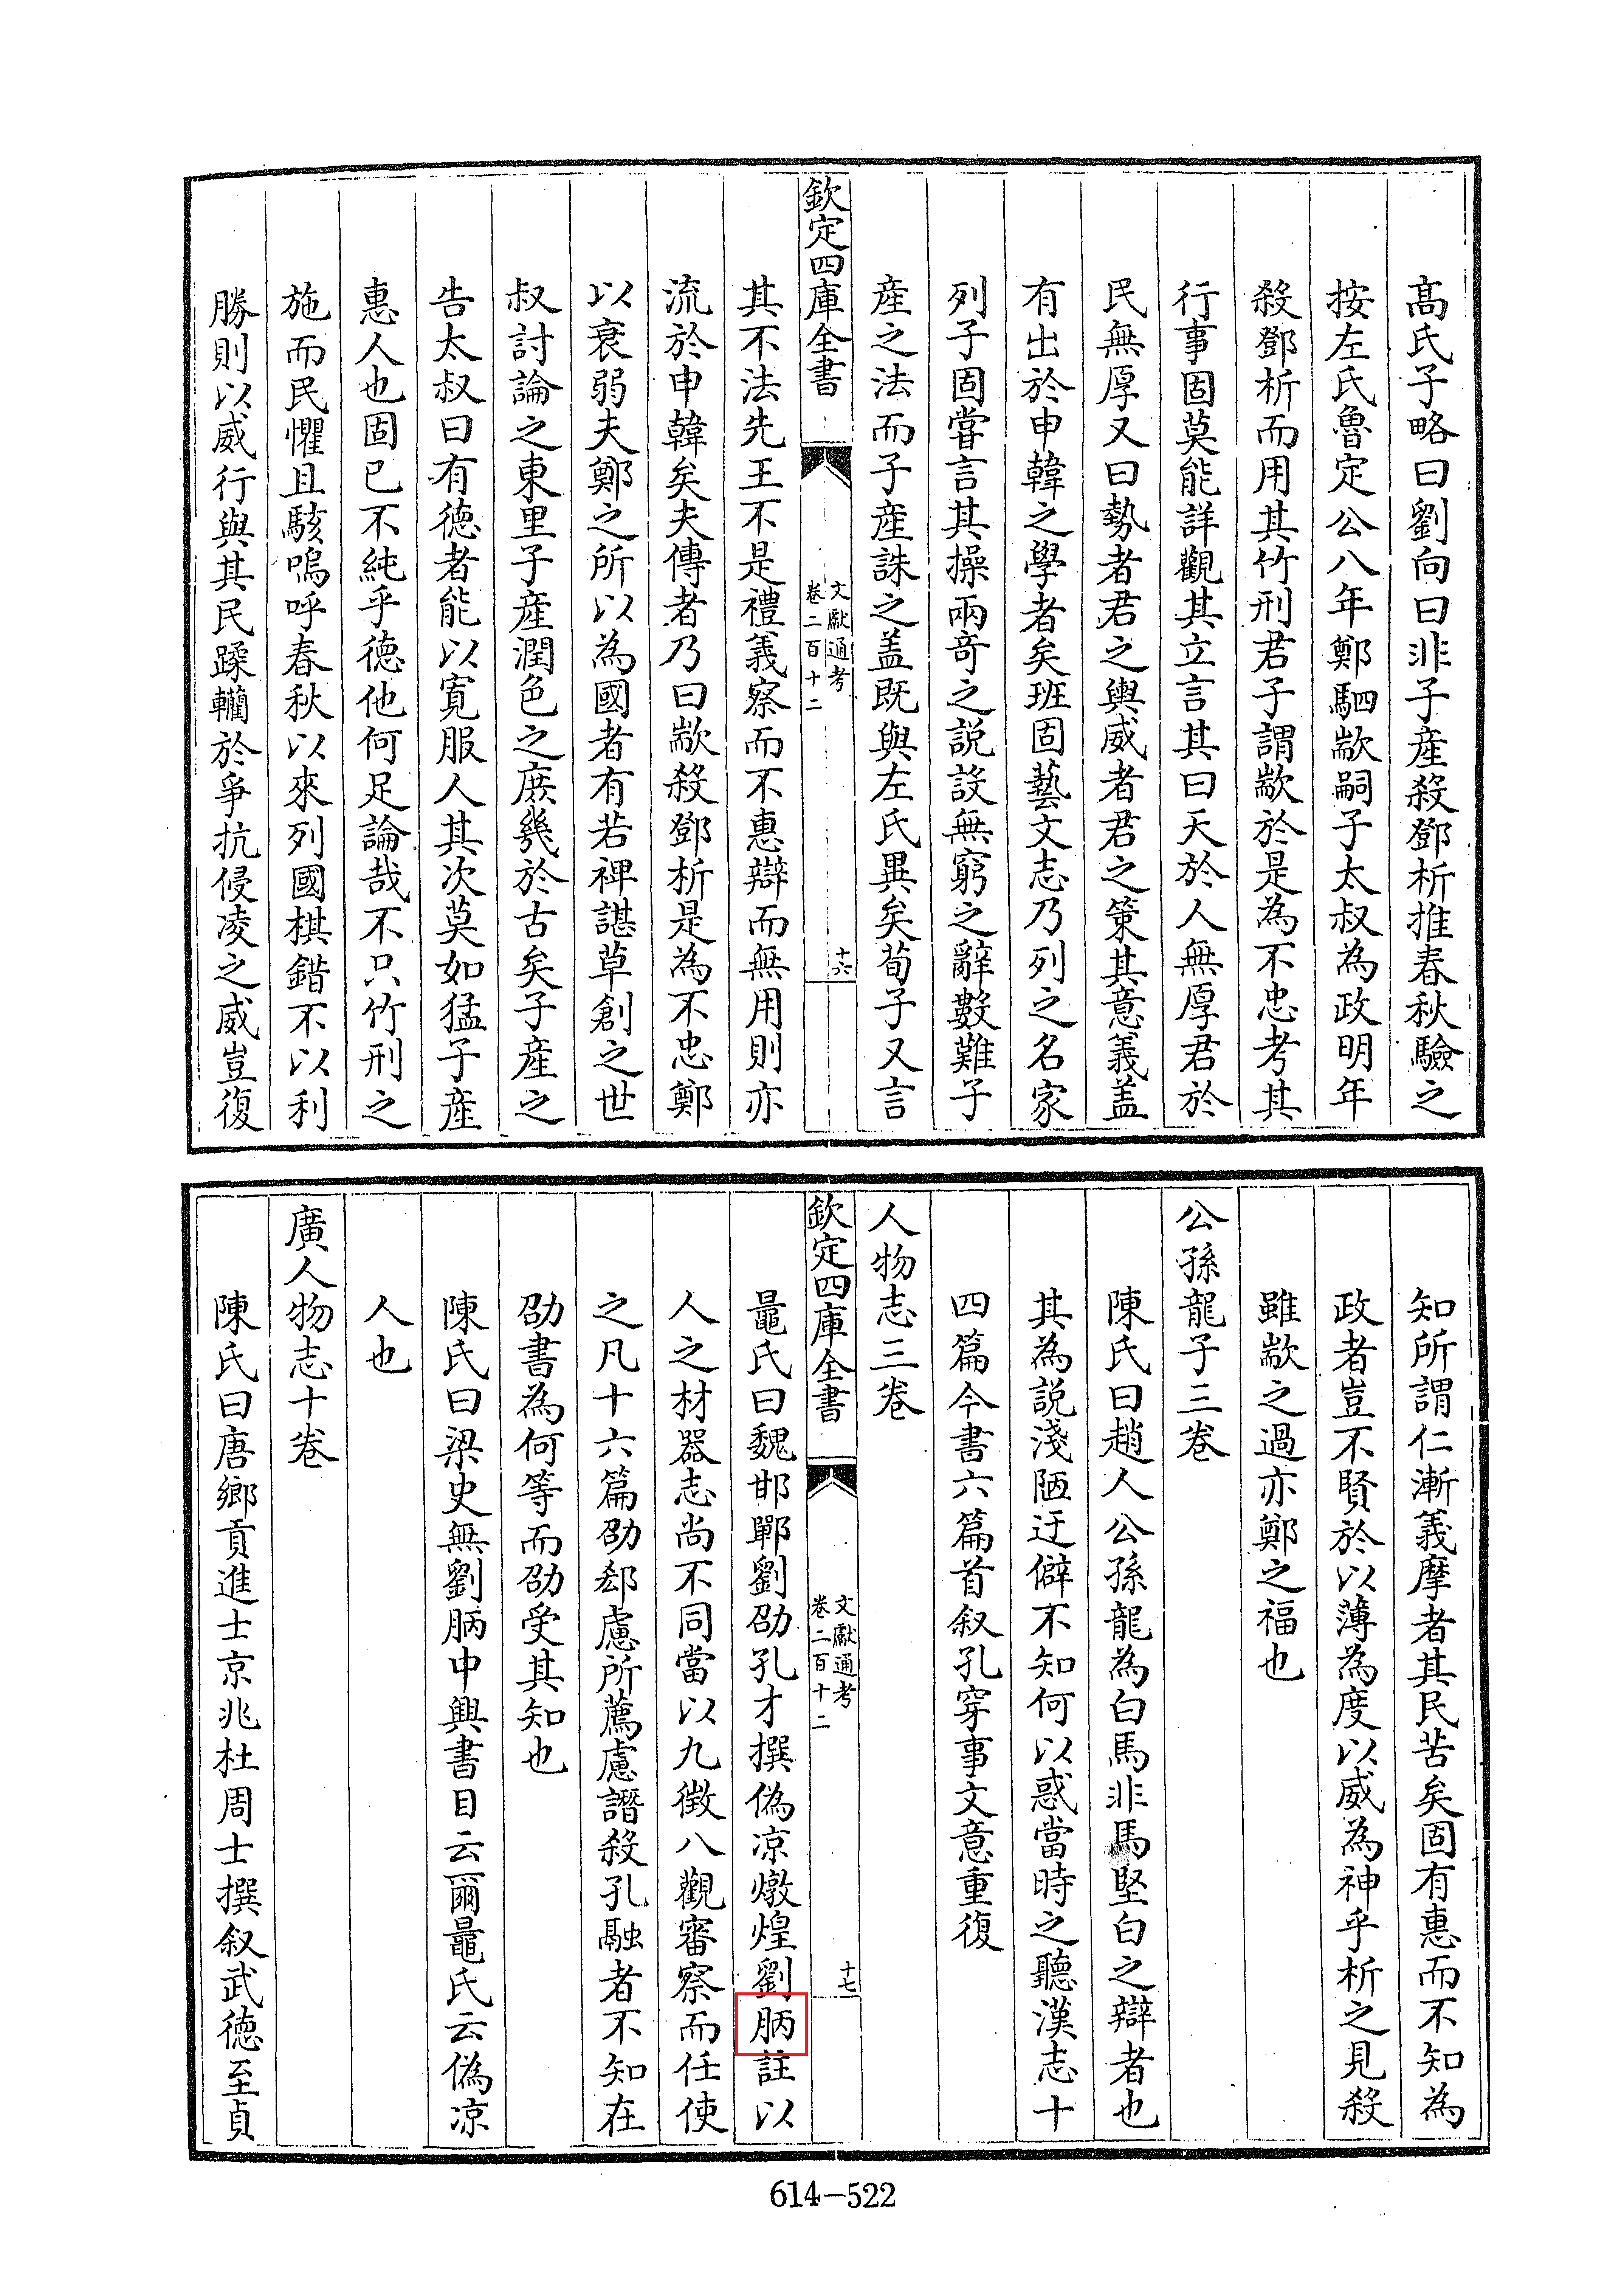 高氏子略曰劉向曰非子產殺鄧析推春秋驗之
按左氏魯定公八年鄭駟歂嗣子太叔為政明年
殺鄧析而用其竹刑君子謂歂於是為不忠考其
行事固莫能詳觀其立言其曰天於人無厚君於
民無厚又曰勢者君之輿威者君之策其意義盖
有出於申韓之學者矣班固藝文志乃列之名家
列子固甞言其操兩奇之説設無窮之辭數難子
産之法而子産誅之盖既與左氏異矣荀子又言
欽定四庫全書
文獻通考
卷二百十二
十六
其不法先王不是禮義察而不惠辯而無用則亦
流於申韓矣夫傳者乃曰歂殺鄧析是為不忠鄭
以衰弱夫鄭之所以為國者有若裨諶草創之世
叔討論之東里子産潤色之庶幾於古矣子産之
告太叔曰有德者能以寛服人其次莫如猛子産
惠人也固已不純乎德他何足論哉不只竹刑之
施而民懼且駭嗚呼春秋以來列國棋錯不以利
勝則以威行與其民蹂轥於爭抗侵凌之威豈復
知所謂仁漸義摩者其民苦矣固有惠而不知為
政者豈不賢於以薄為度以威為神乎析之見殺
雖歂之過亦鄭之福也
公孫龍子三卷
陳氏曰趙人公孫龍為白馬非馬堅白之辯者也
其為説淺陋迂僻不知何以惑當時之聽漢志十
四篇今書六篇首叙孔穿事文意重復
人物志三卷
欽定四庫全書
文獻通考
卷二百十二
十七
鼂氏曰魏邯鄲劉劭孔才撰偽凉燉煌劉昞註以
人之材器志尚不同當以九徴八觀審察而任使
之凡十六篇劭郄慮所薦慮譖殺孔融者不知在
劭書為何等而劭受其知也
陳氏曰梁史無劉昞中興書目云爾鼂氏云偽凉
人也
廣人物志十卷
陳氏曰唐鄉貢進士京兆杜周士撰叙武德至貞
614—522